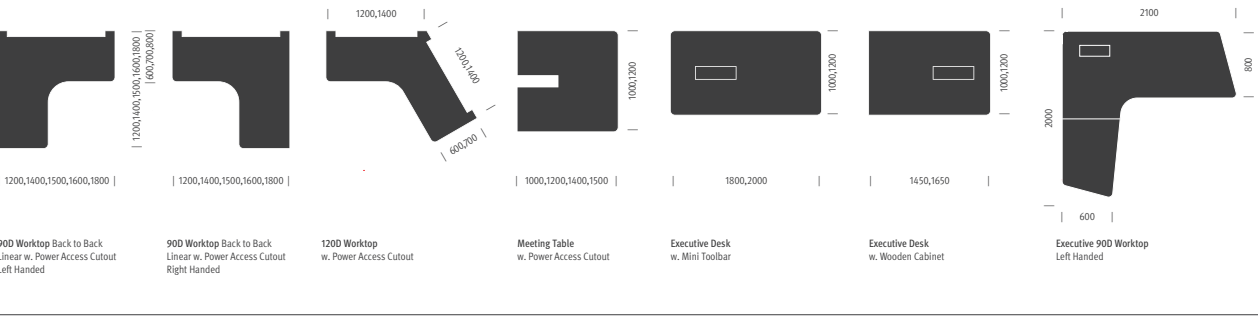 1200,1400
2100
1200,1400,1500,1600,1800
600,700,800
1200,1400
1000,1200
1000,1200
1000,1200
800
2000
600,700
1200,1400,1500,1600,1800
1200,1400,1500,1600,1800
1000,1200,1400,1500
1800,2000
1450,1650
600
90D Worktop Back to Back
Linear w. Power Access Cutout
Left Handed
90D Worktop Back to Back
Linear w. Power Access Cutout
Right Handed
120D Worktop
w. Power Access Cutout
Meeting Table
w. Power Access Cutout
Executive Desk
w. Mini Toolbar
Executive Desk
w. Wooden Cabinet
Executive 90D Worktop
Left Handed